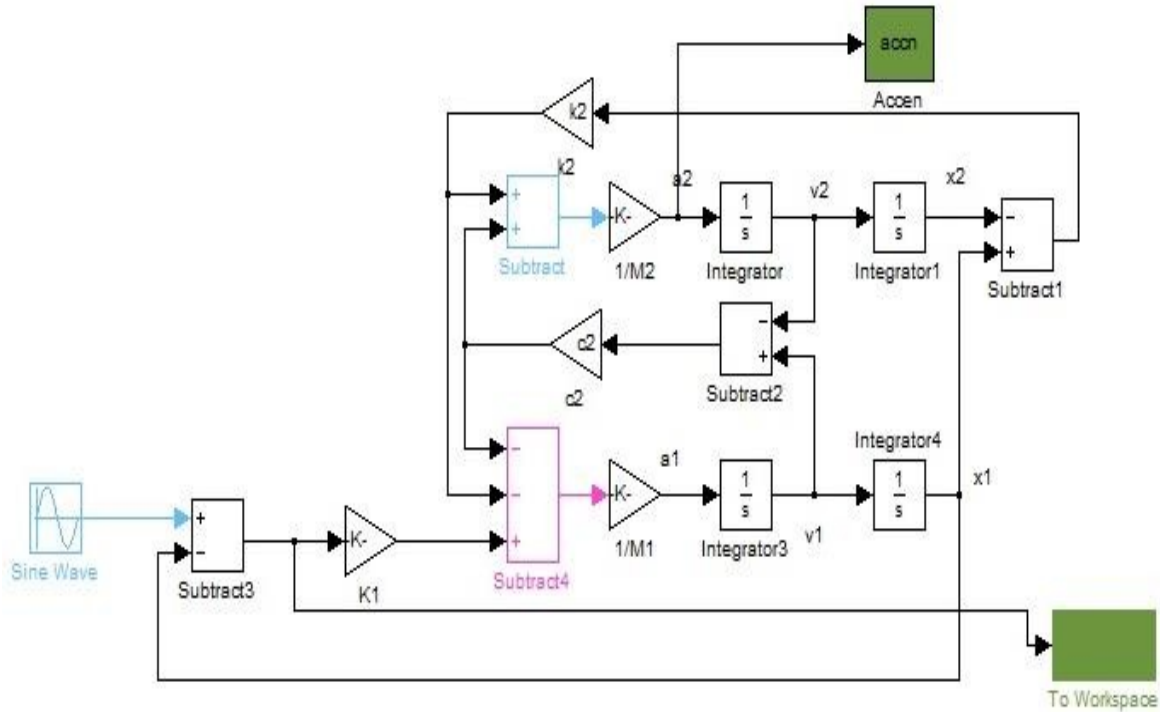 accn
Accen
k2
k2
+
+
Subtract
-K-
1/M2
a2
1
s
Integrator
v2
1
s
Integrator1
x2
-
+
Subtract1
c2
c2
-
+
Subtract2
-
-
+
Subtract4
-K-
1/M1
a1
1
s
Integrator3
v1
Integrator4
1
s
x1
Sine Wave
+
-
Subtract3
K-
K1
To Workspace